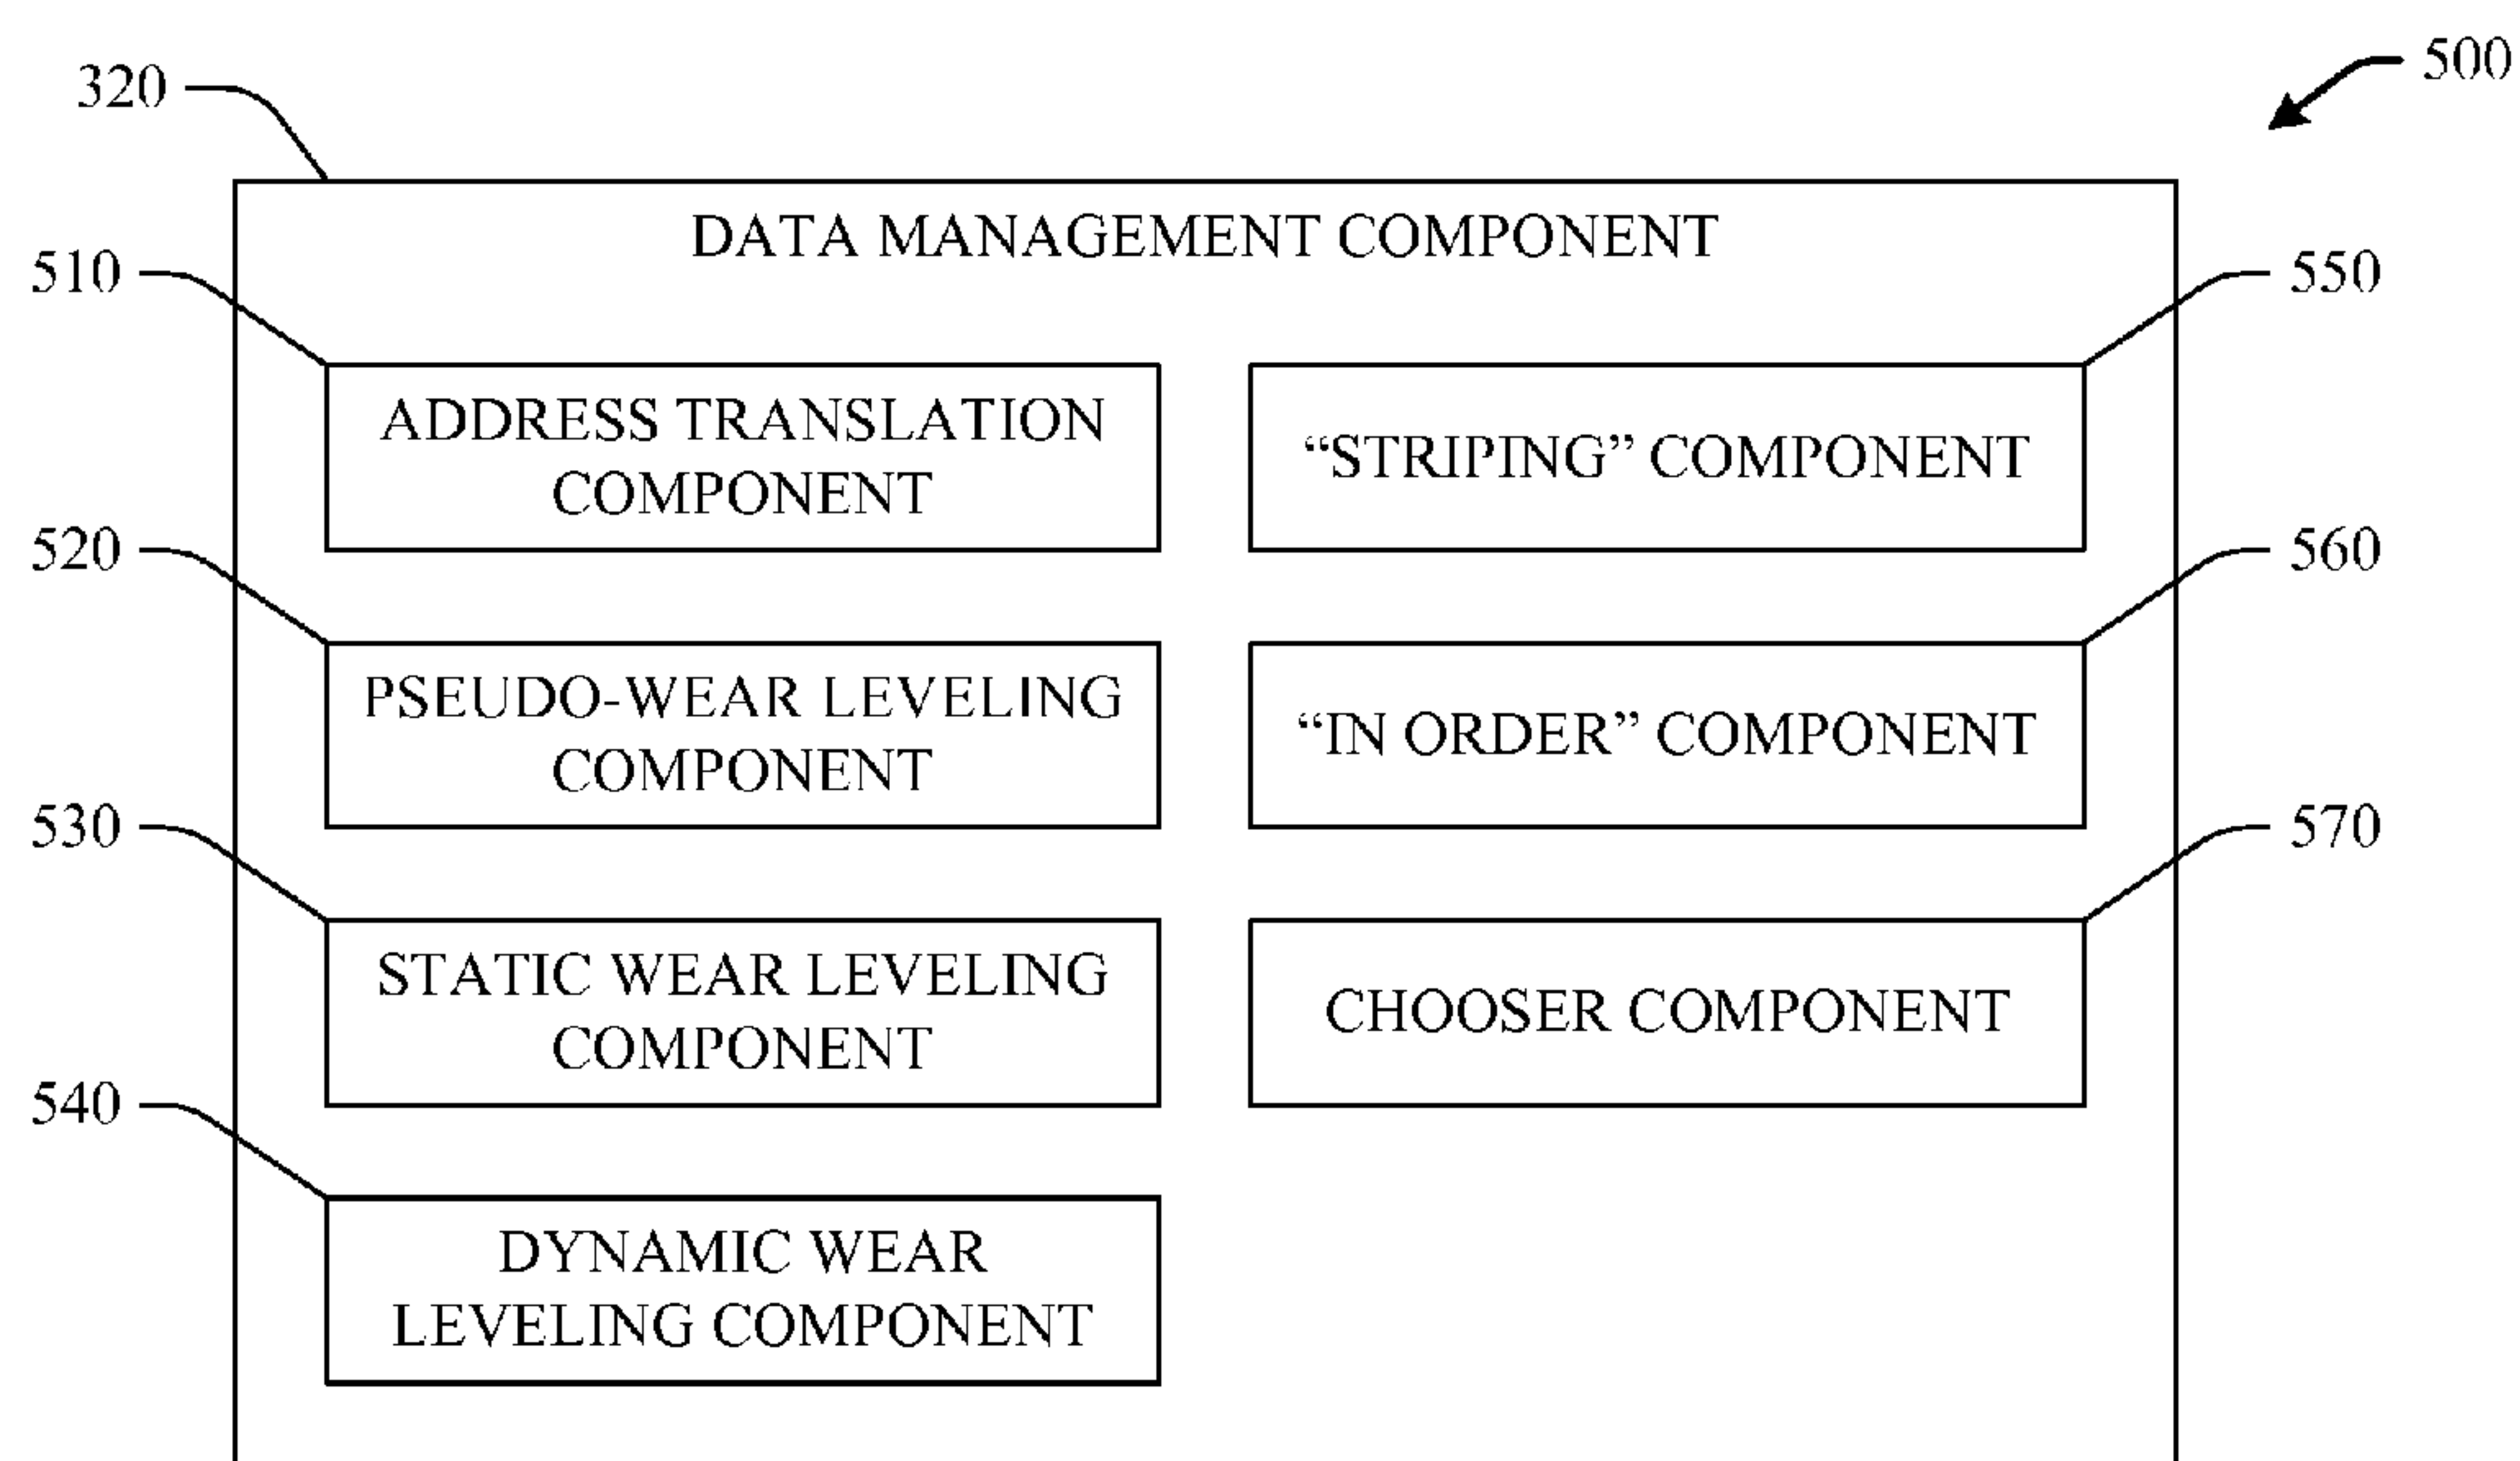 500
320
DATA MANAGEMENT COMPONENT
510
550
ADDRESS TRANSLATION
COMPONENT
“STRIPING” COMPONENT
520
560
PSEUDO-WEAR LEVELING
COMPONENT
“IN ORDER” COMPONENT
530
570
STATIC WEAR LEVELING
COMPONENT
CHOOSER COMPONENT
540
DYNAMIC WEAR
LEVELING COMPONENT